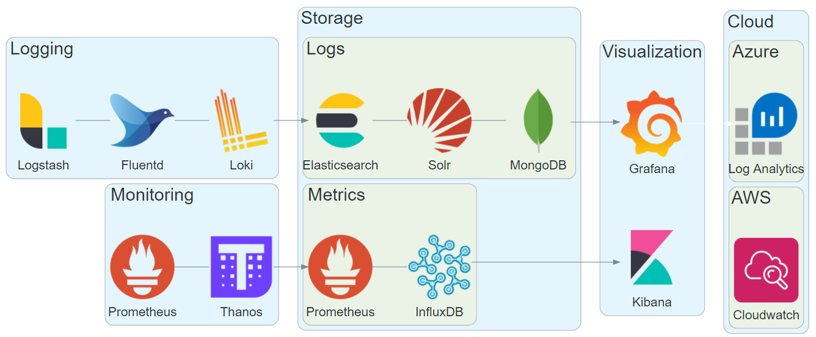 Logging
Logstash
Fluentd
Loki
Monitoring
Prometheus
Thanos
Storage
Logs
Elasticsearch
Solr
MongoDB
Metrics
Prometheus
InfluxDB
Visualization
Grafana
Kibana
Cloud
Azure
Log Analytics
AWS
Cloudwatch